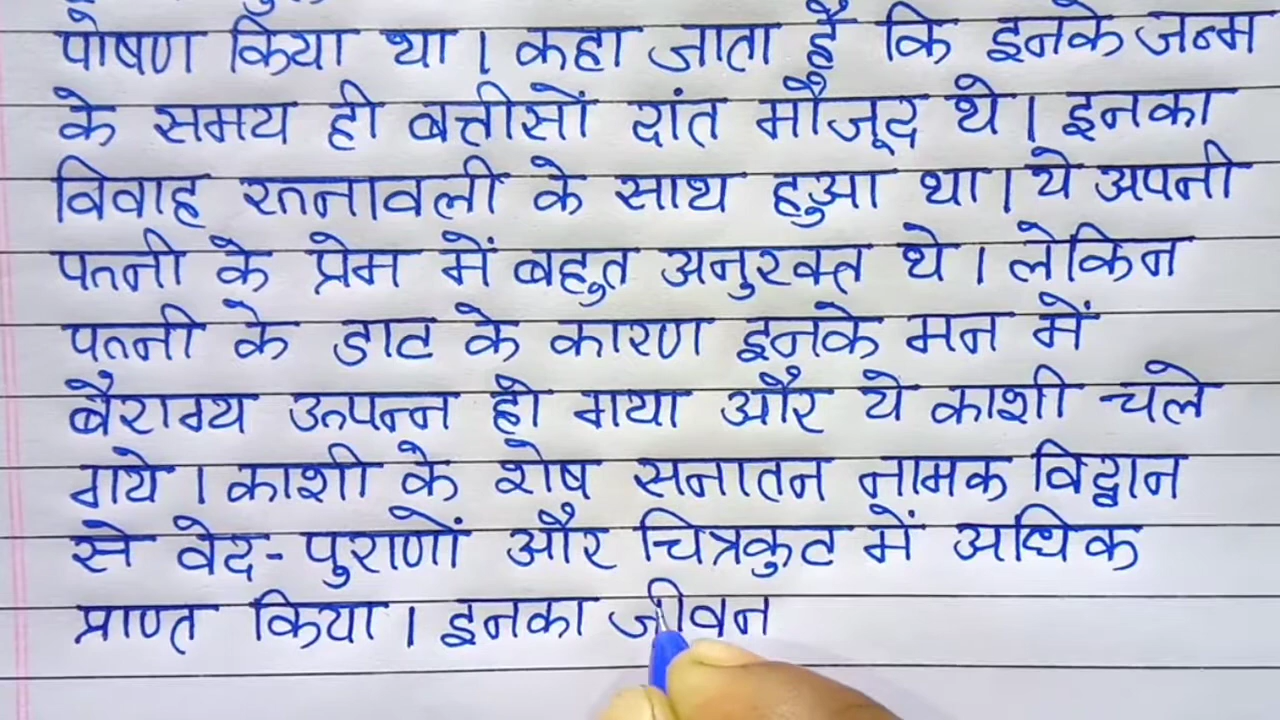 पोषण किया था। कहा जाता है कि इनके जन्म
के समय ही बत्तीसों दांत मौजूद थे। इनका
विवाह रत्नावली के साथ हुआ था। ये अपनी
पत्नी के प्रेम में बहुत अनुरक्त थे। लेकिन
पत्नी के डाट के कारण इनके मन में
बैराग्य उत्पन्न हो गया और ये काशी चले
गये। काशी के शेष सनातन नामक विद्वान
से वेद-पुराणों और चित्रकुट में अधिक
प्राप्त किया। इनका जीवन